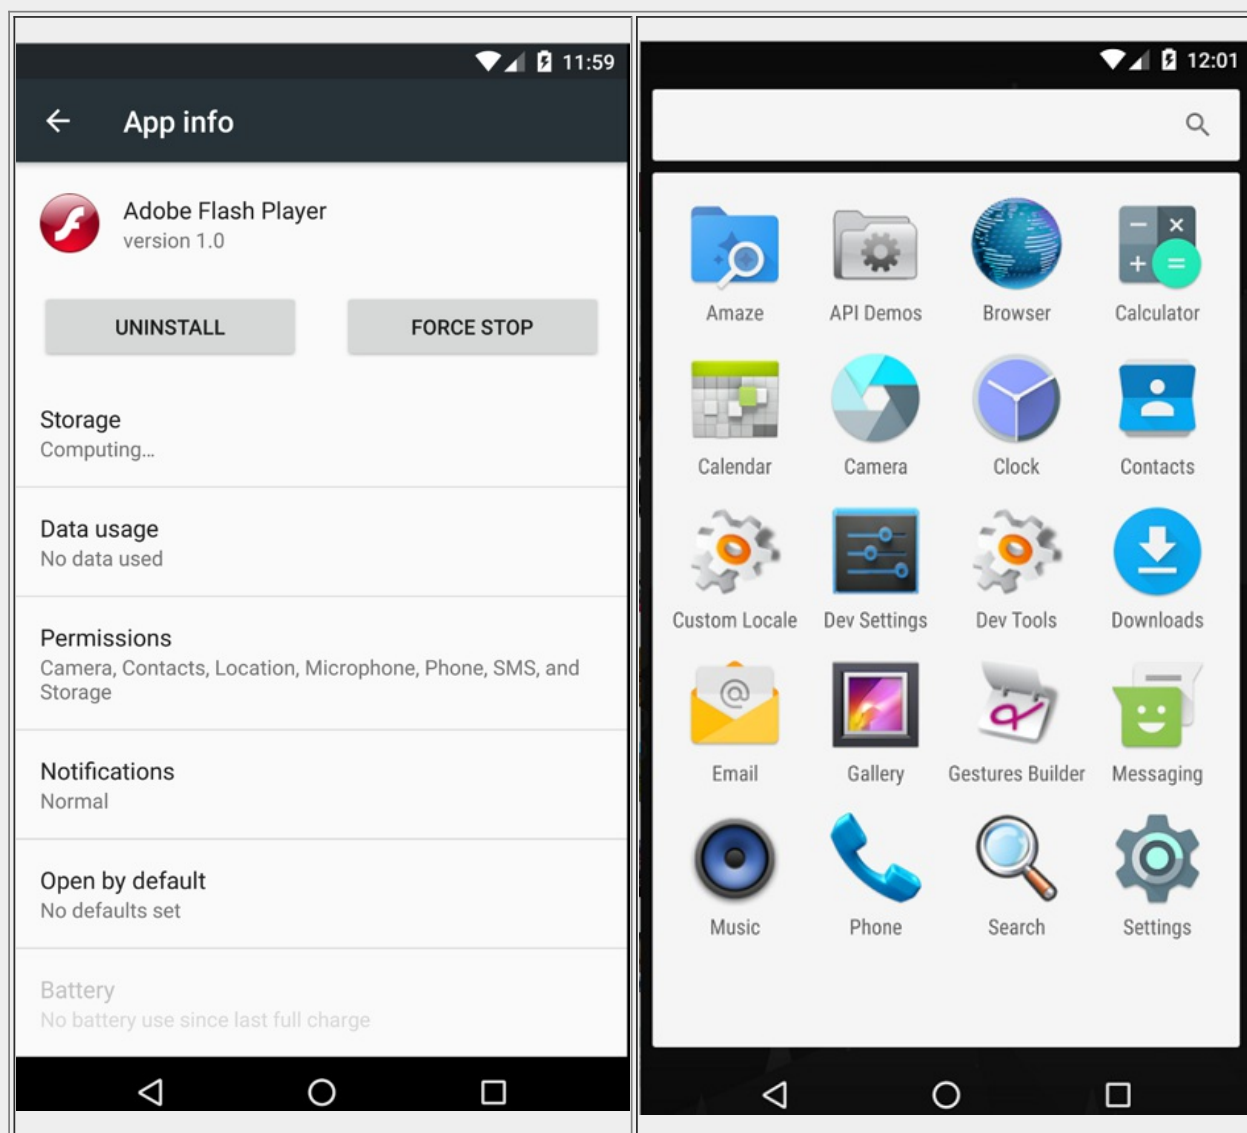 11:59
App info
Adobe Flash Player
version 1.0
UNINSTALL
FORCE STOP
Storage
Computing...
Data usage
No data used
Permissions
Camera, Contacts, Location, Microphone, Phone, SMS, and
Storage
Notifications
Normal
Open by default
No defaults set
Battery
No battery use since last full charge
12:01
Amaze
API Demos
Browser
Calculator
Calendar
Camera
Clock
Contacts
Custom Locale
Dev Settings
Dev Tools
Downloads
Email
Gallery
Gestures Builder
Messaging
Music
Phone
Search
Settings